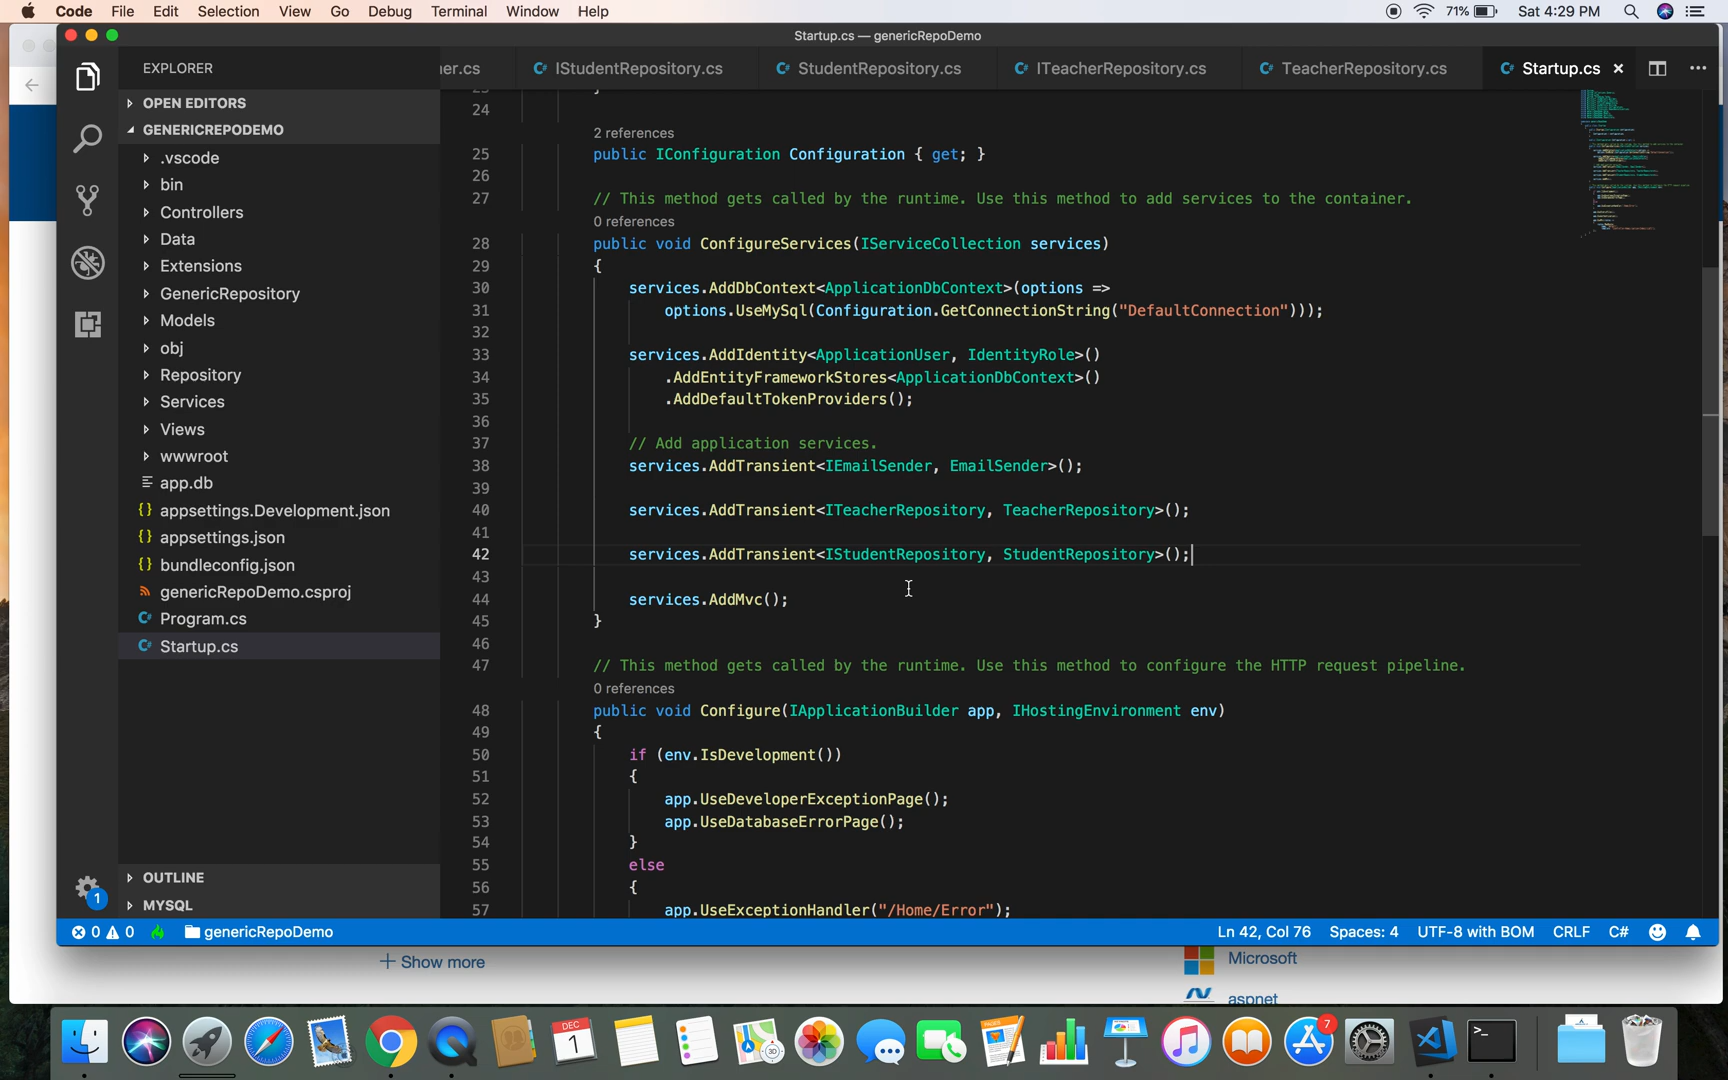 Code File Edit Selection View Go Debug Terminal Window Help 71% Sat 4:29 PM
Startup.cs — genericRepoDemo
EXPLORER
er.cs IStudentRepository.cs StudentRepository.cs ITeacherRepository.cs TeacherRepository.cs Startup.cs
OPEN EDITORS
GENERICREPODEMO
.vscode
bin
Controllers
Data
Extensions
GenericRepository
Models
obj
Repository
Services
Views
wwwroot
app.db
appsettings.Development.json
appsettings.json
bundleconfig.json
genericRepoDemo.csproj
Program.cs
Startup.cs
OUTLINE
MYSQL
24
2 references
25 public IConfiguration Configuration { get; }
26
27 // This method gets called by the runtime. Use this method to add services to the container.
0 references
28 public void ConfigureServices(IServiceCollection services)
29 {
30 services.AddDbContext<ApplicationDbContext>(options =>
31 options.UseMySql(Configuration.GetConnectionString("DefaultConnection")));
32
33 services.AddIdentity<ApplicationUser, IdentityRole>()
34 .AddEntityFrameworkStores<ApplicationDbContext>()
35 .AddDefaultTokenProviders();
36
37 // Add application services.
38 services.AddTransient<IEmailSender, EmailSender>();
39
40 services.AddTransient<ITeacherRepository, TeacherRepository>();
41
42 services.AddTransient<IStudentRepository, StudentRepository>();
43
44 services.AddMvc();
45 }
46
47 // This method gets called by the runtime. Use this method to configure the HTTP request pipeline.
0 references
48 public void Configure(IApplicationBuilder app, IHostingEnvironment env)
49 {
50 if (env.IsDevelopment())
51 {
52 app.UseDeveloperExceptionPage();
53 app.UseDatabaseErrorPage();
54 }
55 else
56 {
57 app.UseExceptionHandler("/Home/Error");
1
0 0 genericRepoDemo Ln 42, Col 76 Spaces: 4 UTF-8 with BOM CRLF C#
+ Show more
Microsoft
aspnet
DEC
1
7